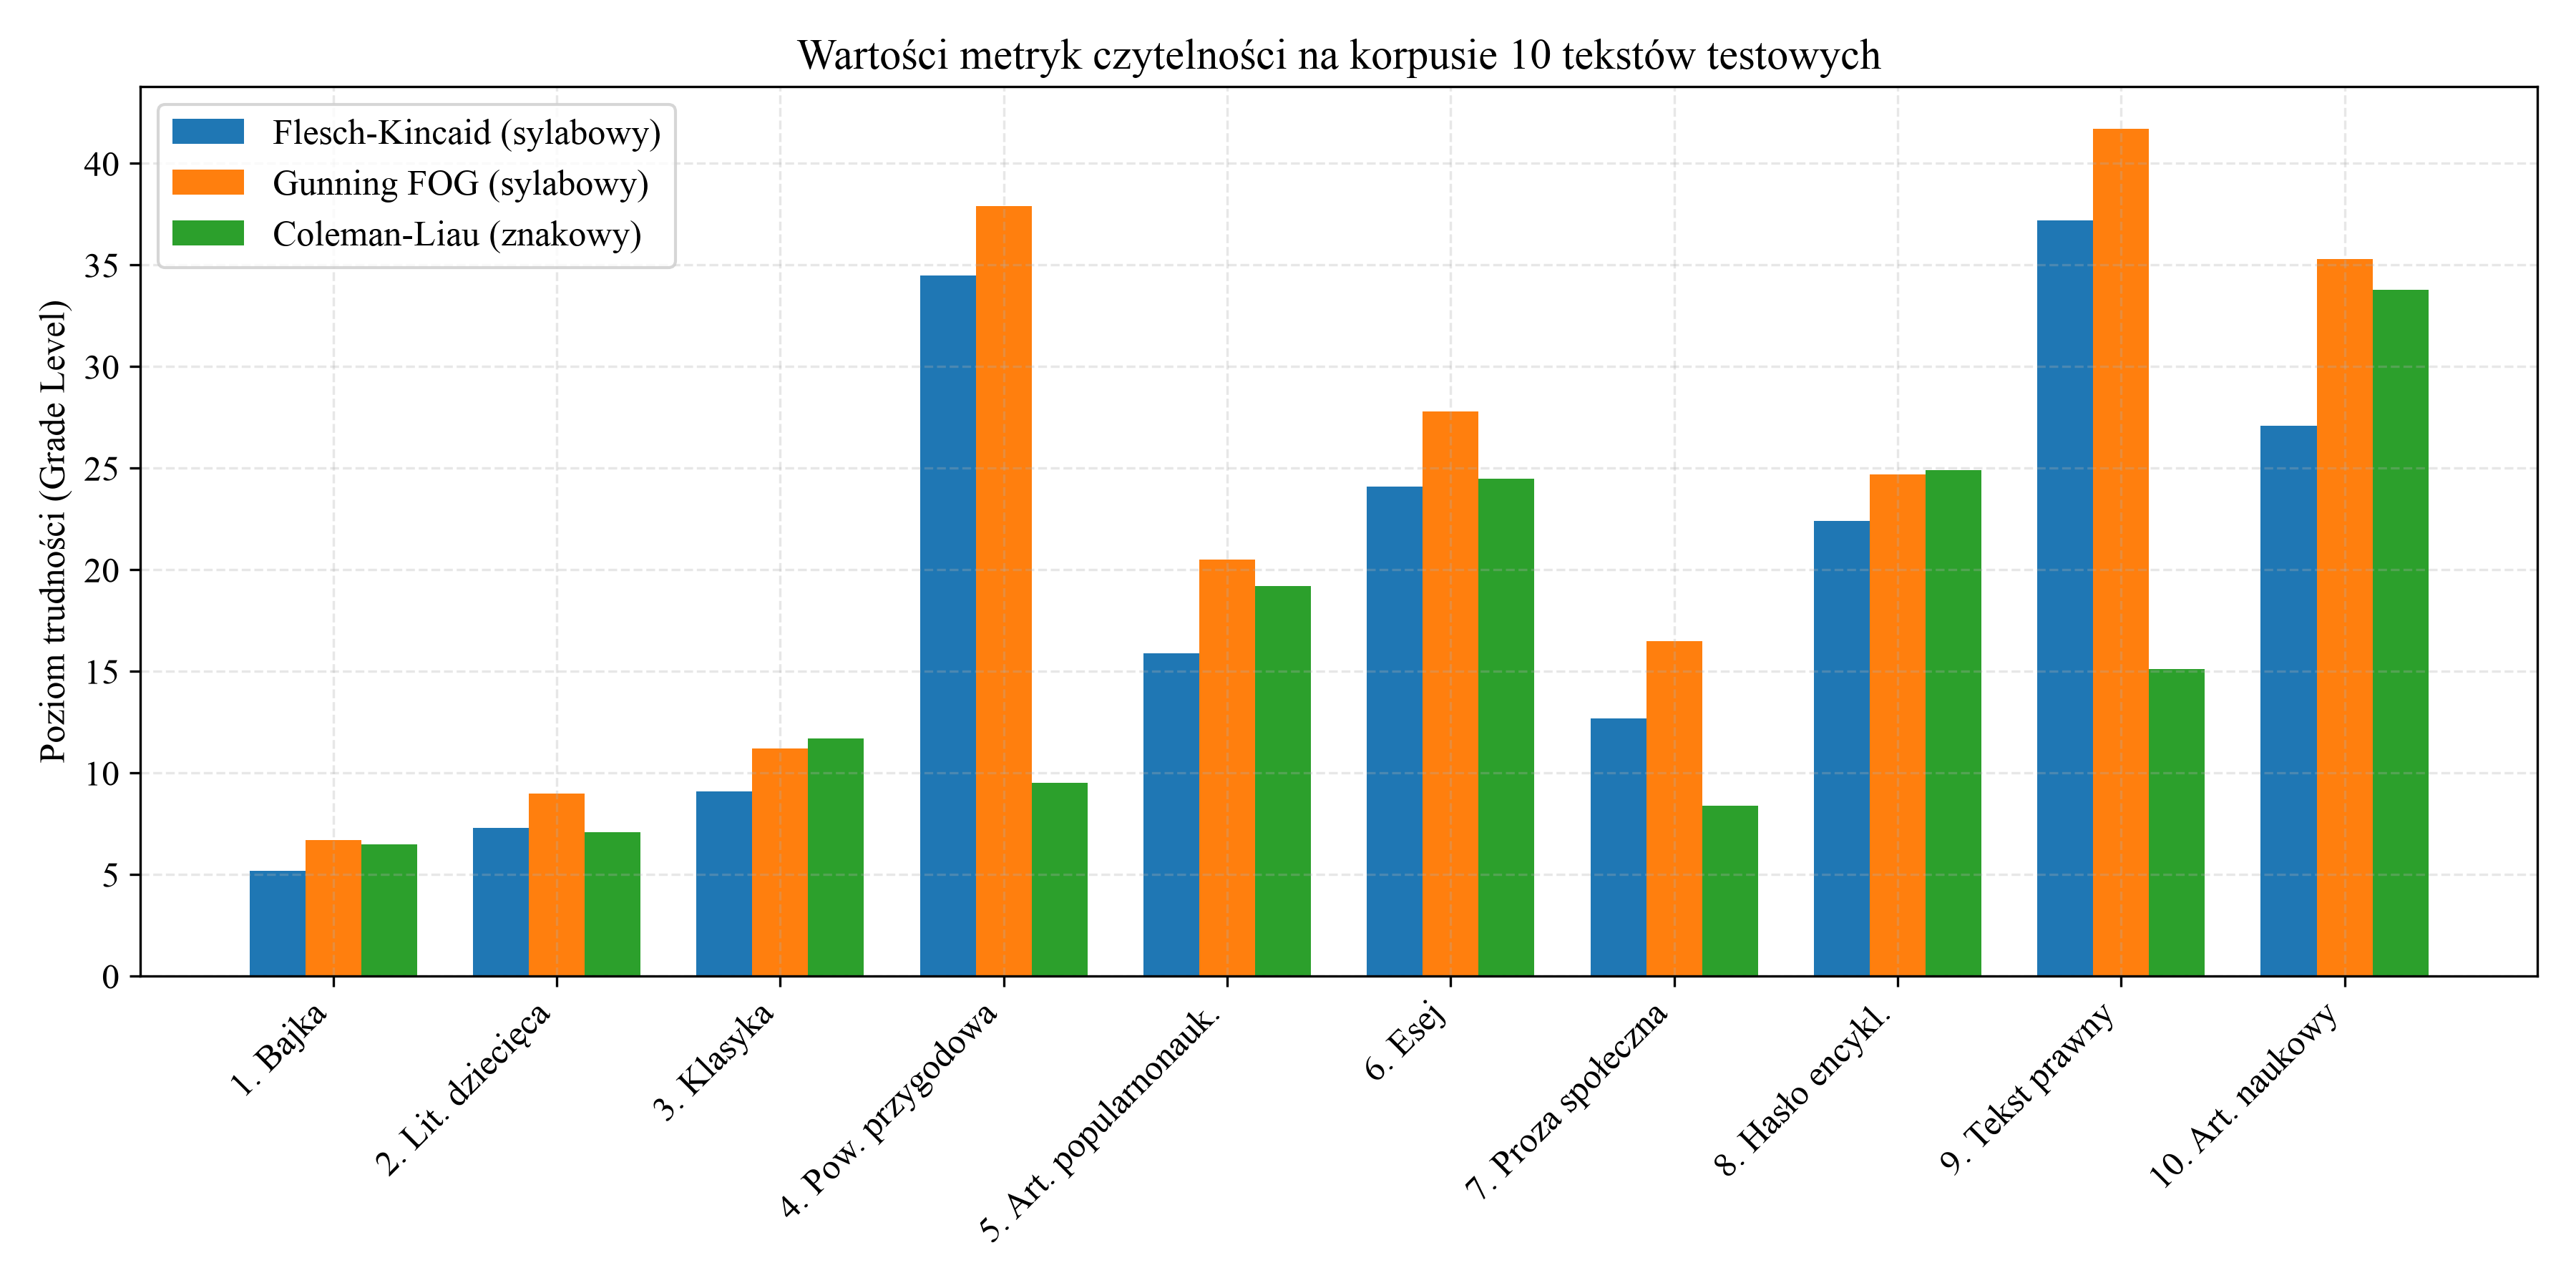 Wartości metryk czytelności na korpusie 10 tekstów testowych
Flesch-Kincaid (sylabowy)
Gunning FOG (sylabowy)
Coleman-Liau (znakowy)
Poziom trudności (Grade Level)
40
35
30
25
20
15
10
5
0
1. Bajka
2. Lit. dziecięca
3. Klasyka
4. Pow. przygodowa
5. Art. popularnonauk.
6. Esej
7. Proza społeczna
8. Hasło encykl.
9. Tekst prawny
10. Art. naukowy